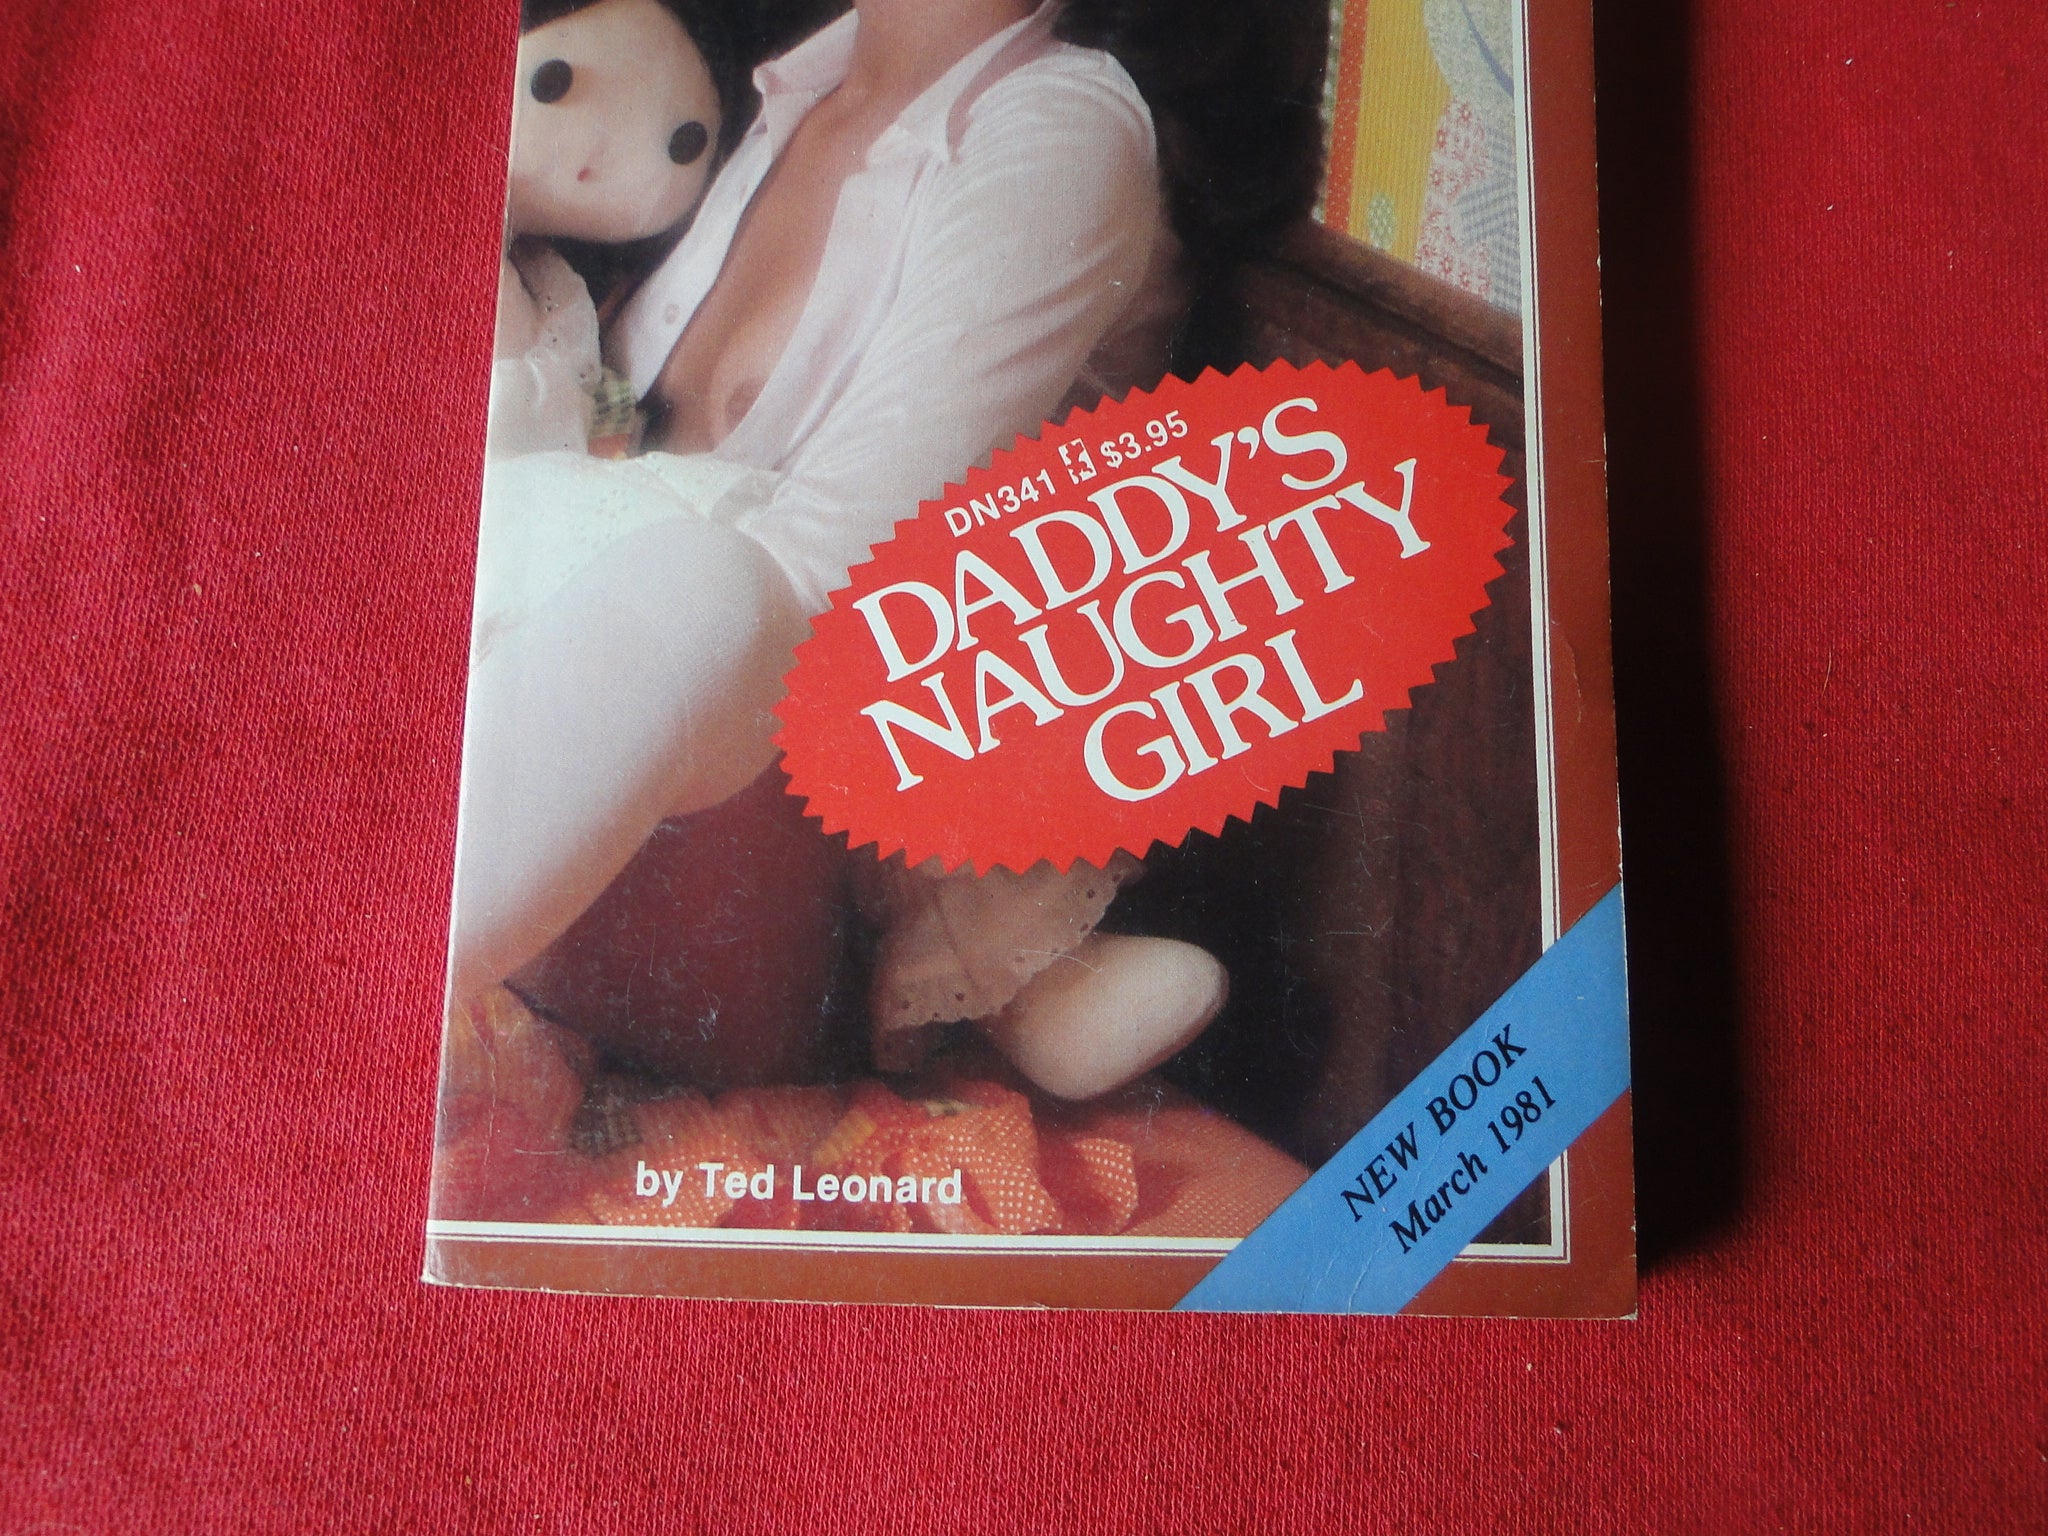 DN341 $3.95
DADDY'S
NAUGHTY
GIRL
by Ted Leonard
NEW BOOK
March 1981